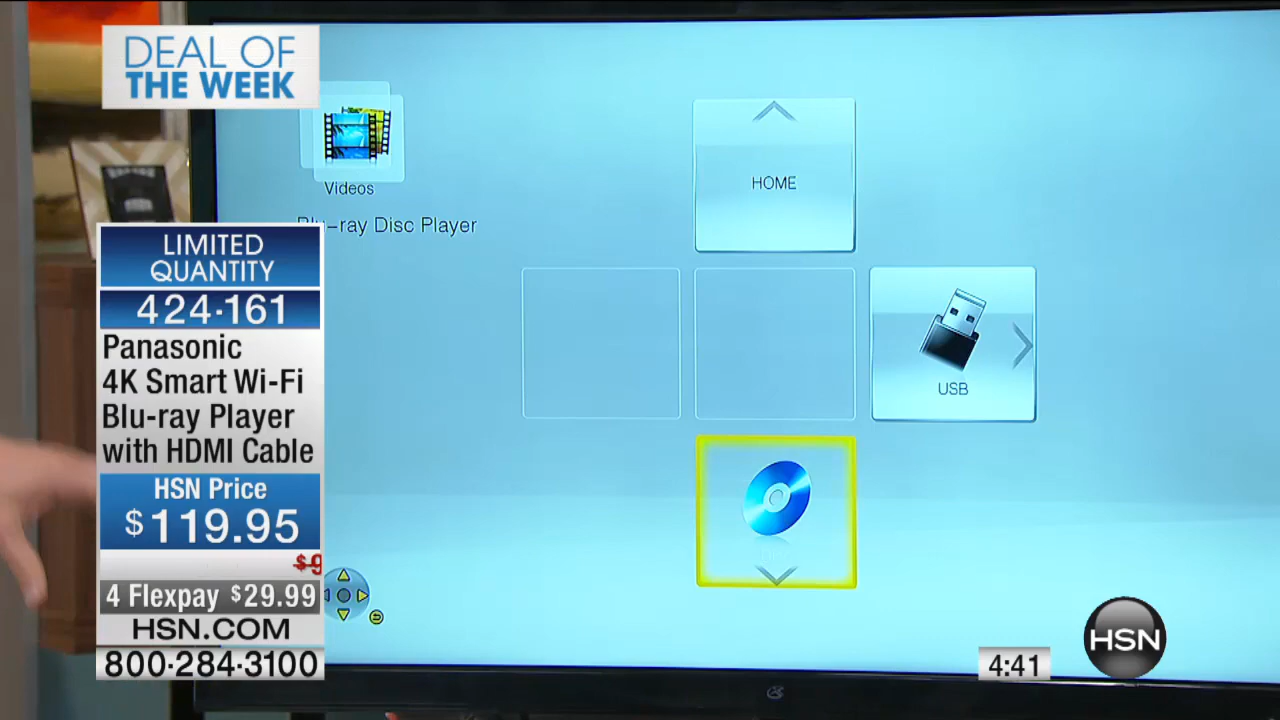 DEAL OF
THE WEEK
Videos
Blu-ray Disc Player
HOME
USB
LIMITED
QUANTITY
424-161
Panasonic
4K Smart Wi-Fi
Blu-ray Player
with HDMI Cable
HSN Price
$119.95
4 Flexpay $29.99
HSN.COM
800-284-3100
4:41
HSN